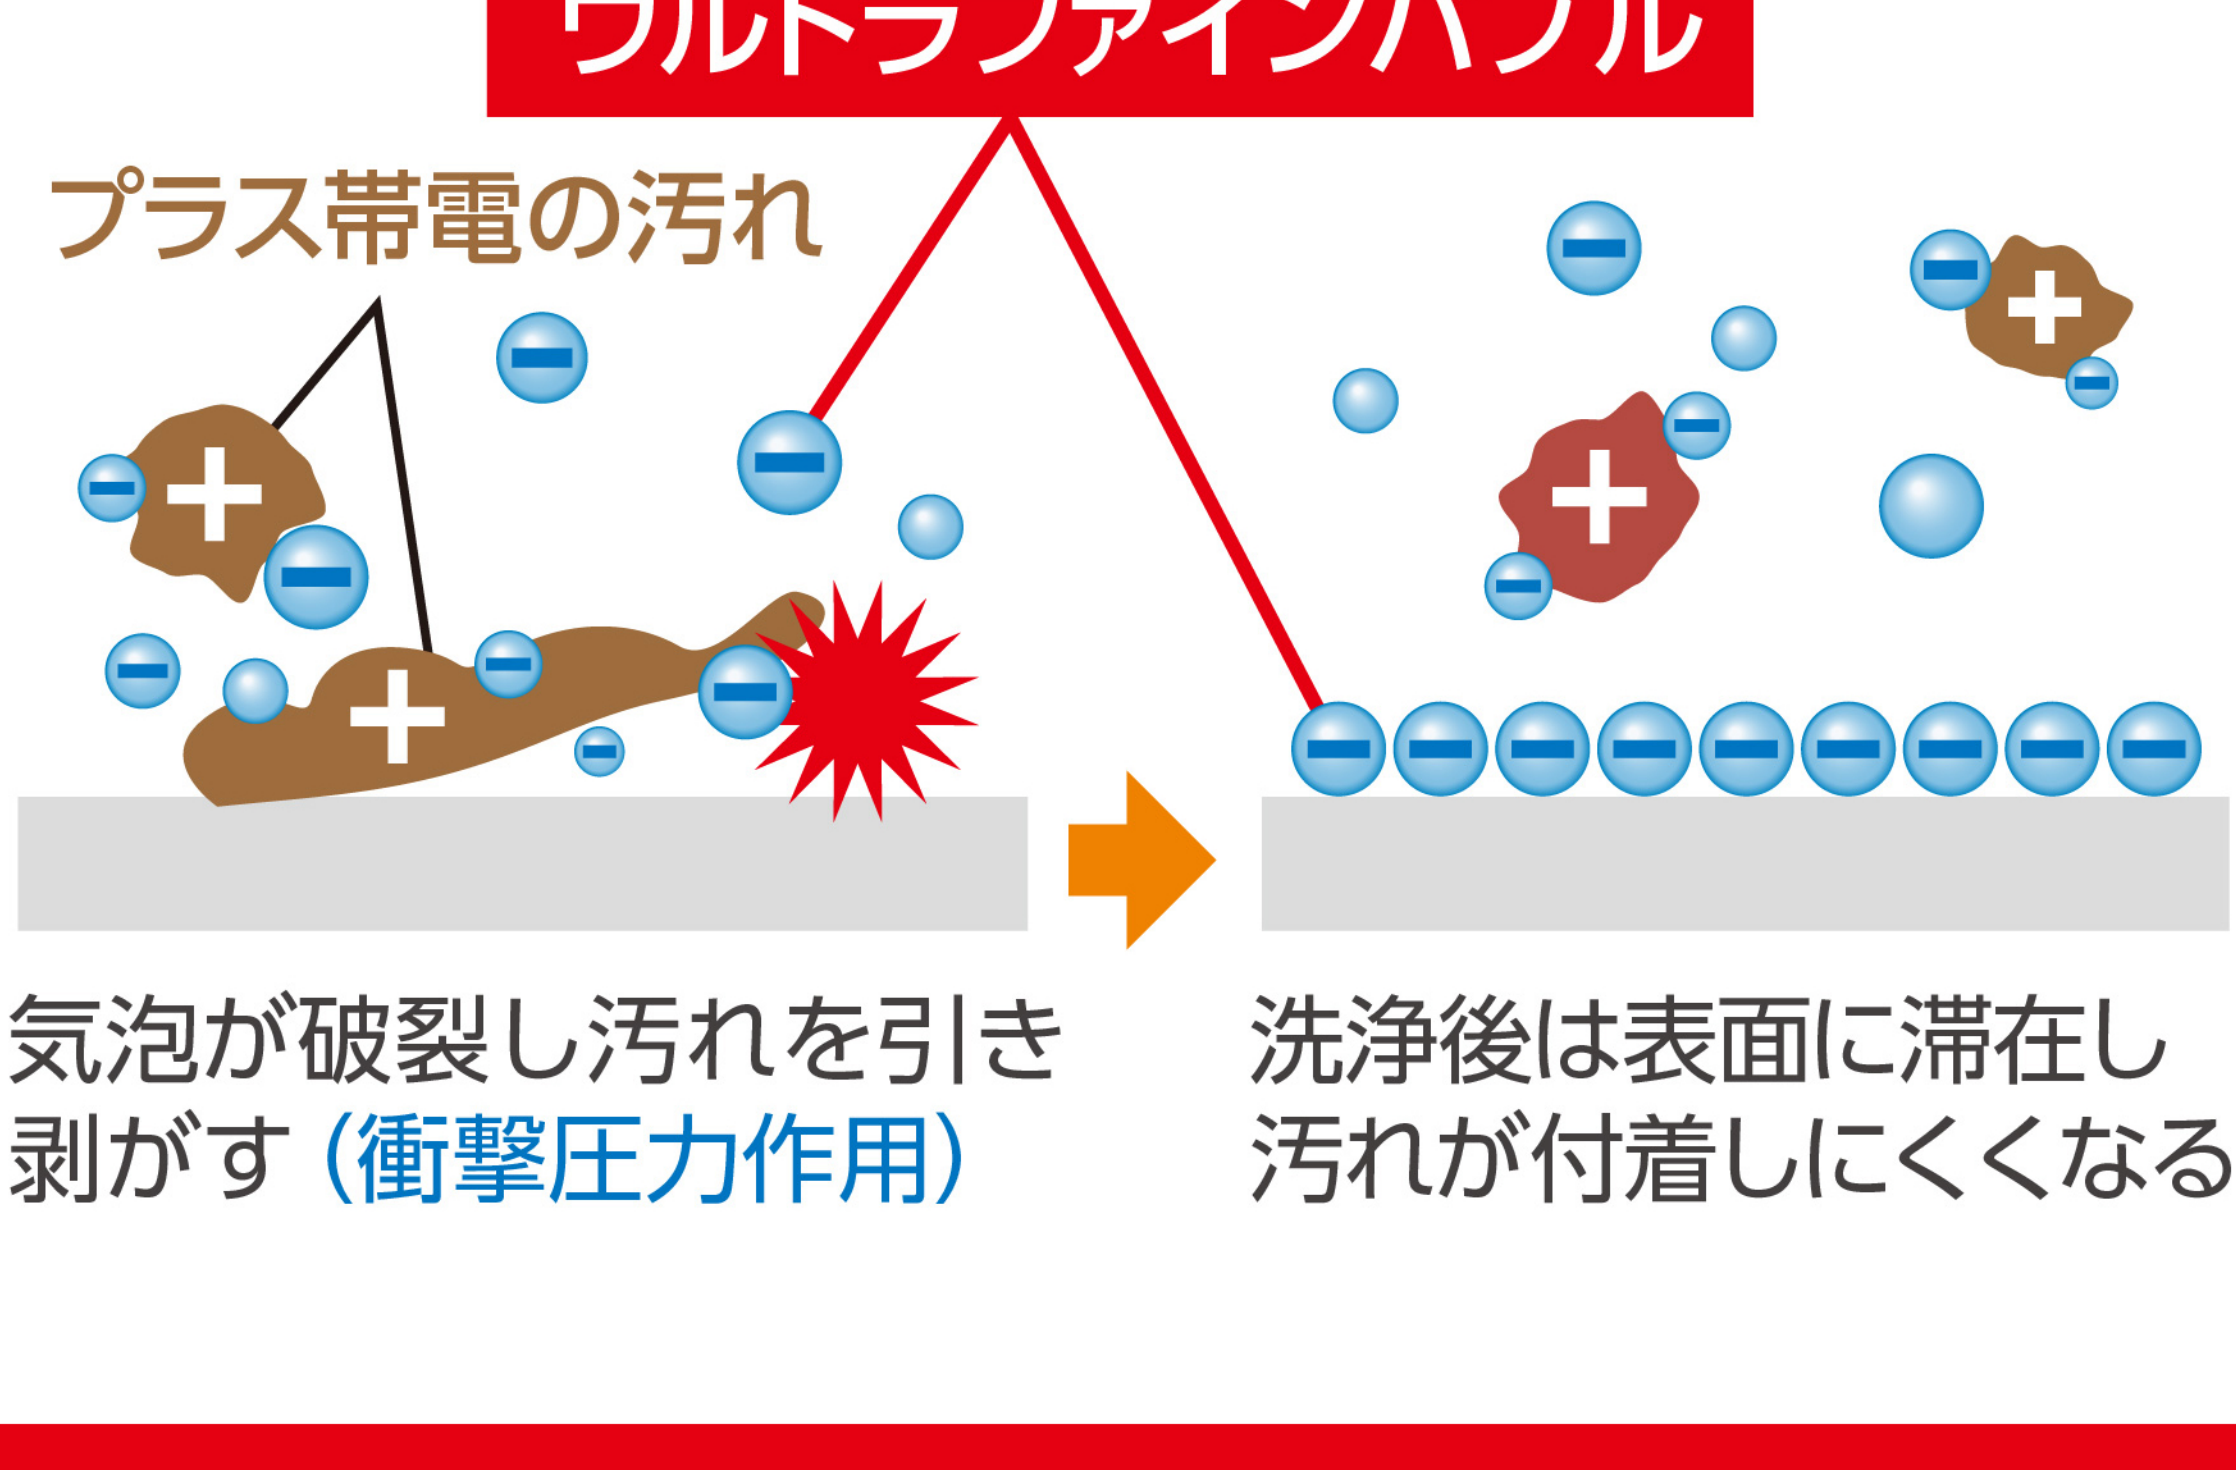 ウルトラファインバブル
プラス帯電の汚れ
気泡が破裂し汚れを引き
剥がす（衝撃圧力作用）
洗浄後は表面に滞在し
汚れが付着しにくくなる